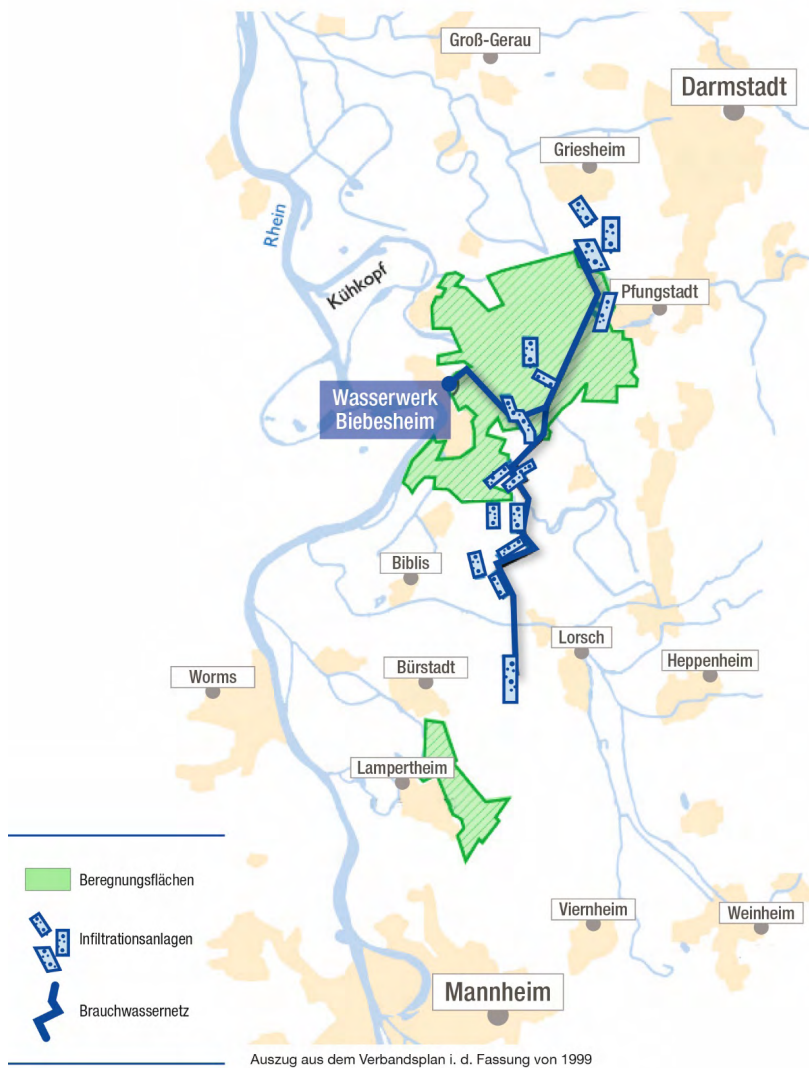 Groß-Gerau
Darmstadt
Griesheim
Rhein
Kühkopf
Pfungstadt
Wasserwerk
Biebesheim
Biblis
Lorsch
Worms
Bürstadt
Heppenheim
Lampertheim
Beregnungsflächen
Infiltrationsanlagen
Viernheim
Weinheim
Brauchwassernetz
Mannheim
Auszug aus dem Verbandsplan i. d. Fassung von 1999